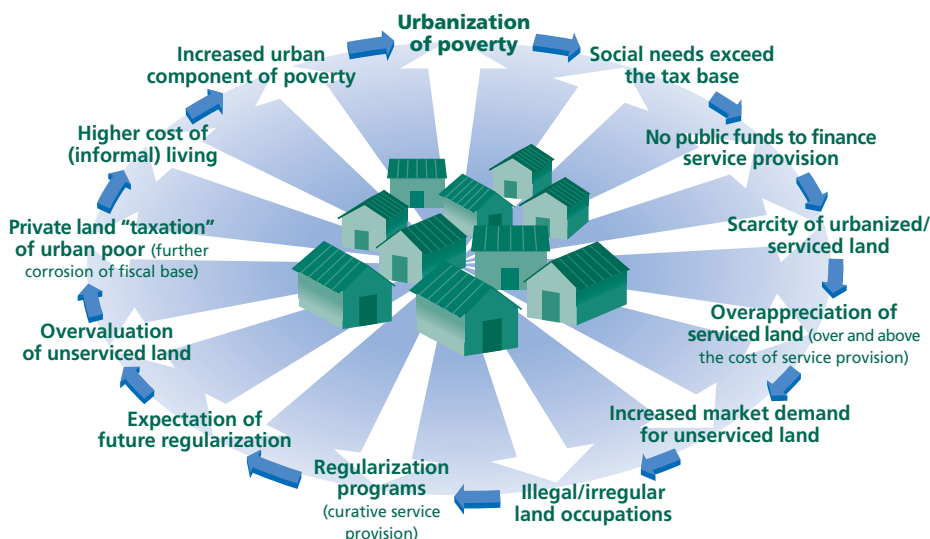 Urbanization
of poverty
Social needs exceed
the tax base
No public funds to finance
service provision
Scarcity of urbanized/
serviced land
Overappreciation of
serviced land (over and above
the cost of service provision)
Increased market demand
for unserviced land
Illegal/irregular
land occupations
Regularization
programs
(curative service
provision)
Expectation of
future regularization
Overvaluation
of unserviced land
Private land “taxation”
of urban poor (further
corrosion of fiscal base)
Higher cost of
(informal) living
Increased urban
component of poverty